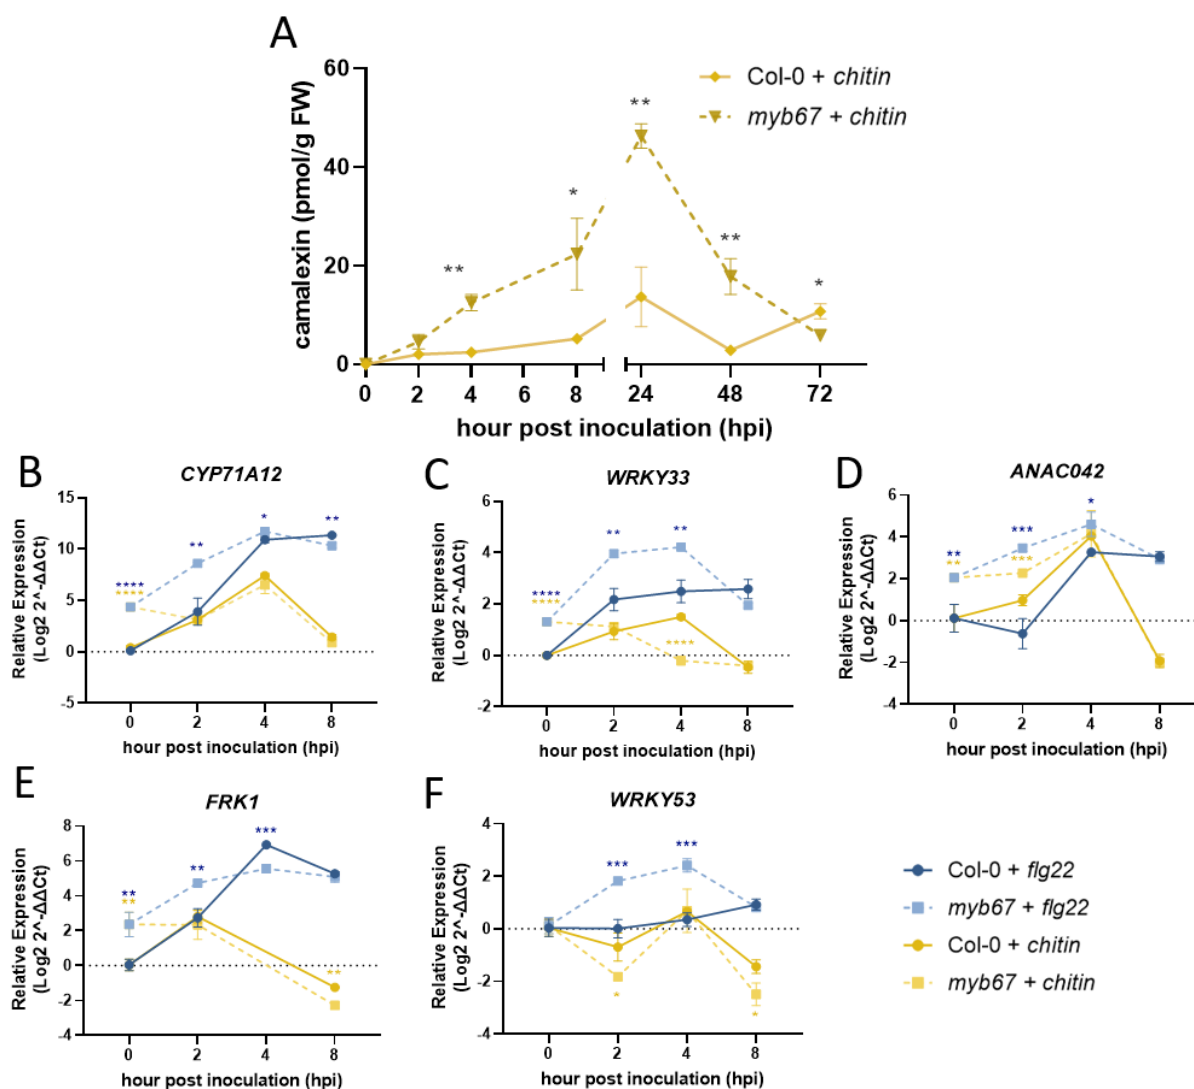 A
60
40
20
0
camalexin (pmol/g FW)
Col-0 + chitin
myb67 + chitin
**
*
**
**
**
*
0 2 4 6 8 24 48 72
hour post inoculation (hpi)
B
CYP71A12
15
10
5
0
-5
Relative Expression
(Log2 2^-ΔΔCt)
****
****
**
*
**
0 2 4 8
hour post inoculation (hpi)
C
WRKY33
6
4
2
0
-2
Relative Expression
(Log2 2^-ΔΔCt)
****
****
**
**
****
0 2 4 8
hour post inoculation (hpi)
D
ANAC042
6
4
2
0
-2
-4
Relative Expression
(Log2 2^-ΔΔCt)
**
**
***
***
*
0 2 4 8
hour post inoculation (hpi)
E
FRK1
8
6
4
2
0
-2
-4
Relative Expression
(Log2 2^-ΔΔCt)
**
**
**
***
**
0 2 4 8
hour post inoculation (hpi)
F
WRKY53
4
2
0
-2
-4
Relative Expression
(Log2 2^-ΔΔCt)
***
***
*
*
0 2 4 8
hour post inoculation (hpi)
Col-0 + flg22
myb67 + flg22
Col-0 + chitin
myb67 + chitin